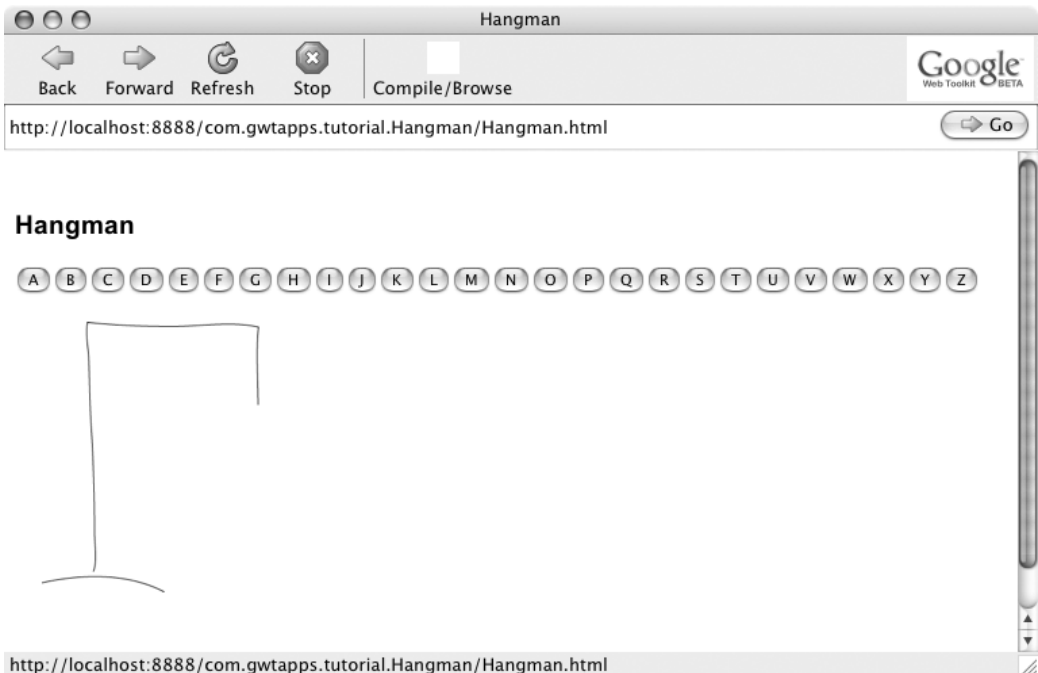 Hangman
Back Forward Refresh Stop Compile/Browse
Google
Web Toolkit BETA
http://localhost:8888/com.gwtapps.tutorial.Hangman/Hangman.html
Go
Hangman
A B C D E F G H I J K L M N O P Q R S T U V W X Y Z
http://localhost:8888/com.gwtapps.tutorial.Hangman/Hangman.html